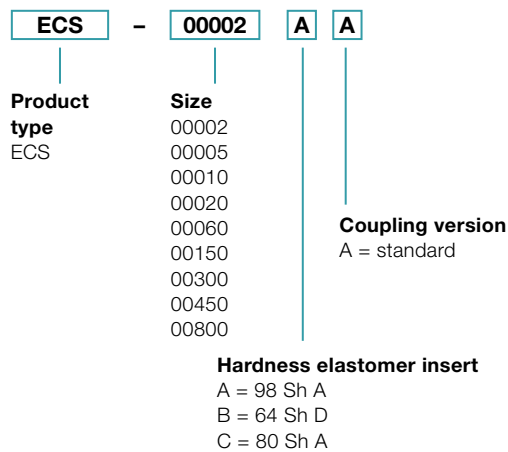 ECS – 00002 A A
Product
type
ECS
Size
00002
00005
00010
00020
00060
00150
00300
00450
00800
Coupling version
A = standard
Hardness elastomer insert
A = 98 Sh A
B = 64 Sh D
C = 80 Sh A